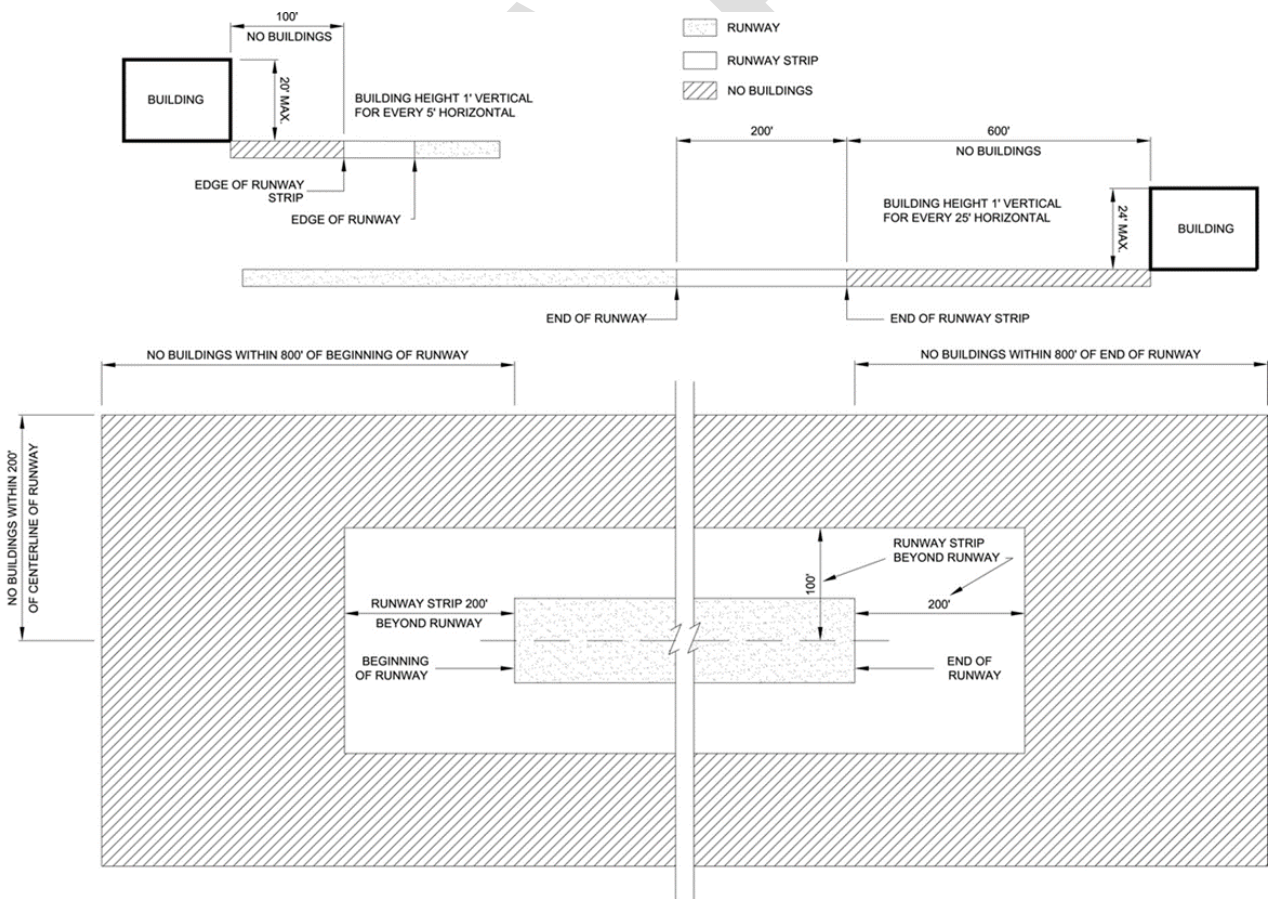 100'
NO BUILDINGS
BUILDING
20' MAX.
BUILDING HEIGHT 1' VERTICAL
FOR EVERY 5' HORIZONTAL
EDGE OF RUNWAY
STRIP
EDGE OF RUNWAY
RUNWAY
RUNWAY STRIP
NO BUILDINGS
200'
600'
NO BUILDINGS
BUILDING HEIGHT 1' VERTICAL
FOR EVERY 25' HORIZONTAL
24' MAX.
BUILDING
END OF RUNWAY
END OF RUNWAY STRIP
NO BUILDINGS WITHIN 800' OF BEGINNING OF RUNWAY
NO BUILDINGS WITHIN 800' OF END OF RUNWAY
NO BUILDINGS WITHIN 200'
OF CENTERLINE OF RUNWAY
RUNWAY STRIP
BEYOND RUNWAY
100'
RUNWAY STRIP 200'
BEYOND RUNWAY
200'
BEGINNING
OF RUNWAY
END OF
RUNWAY